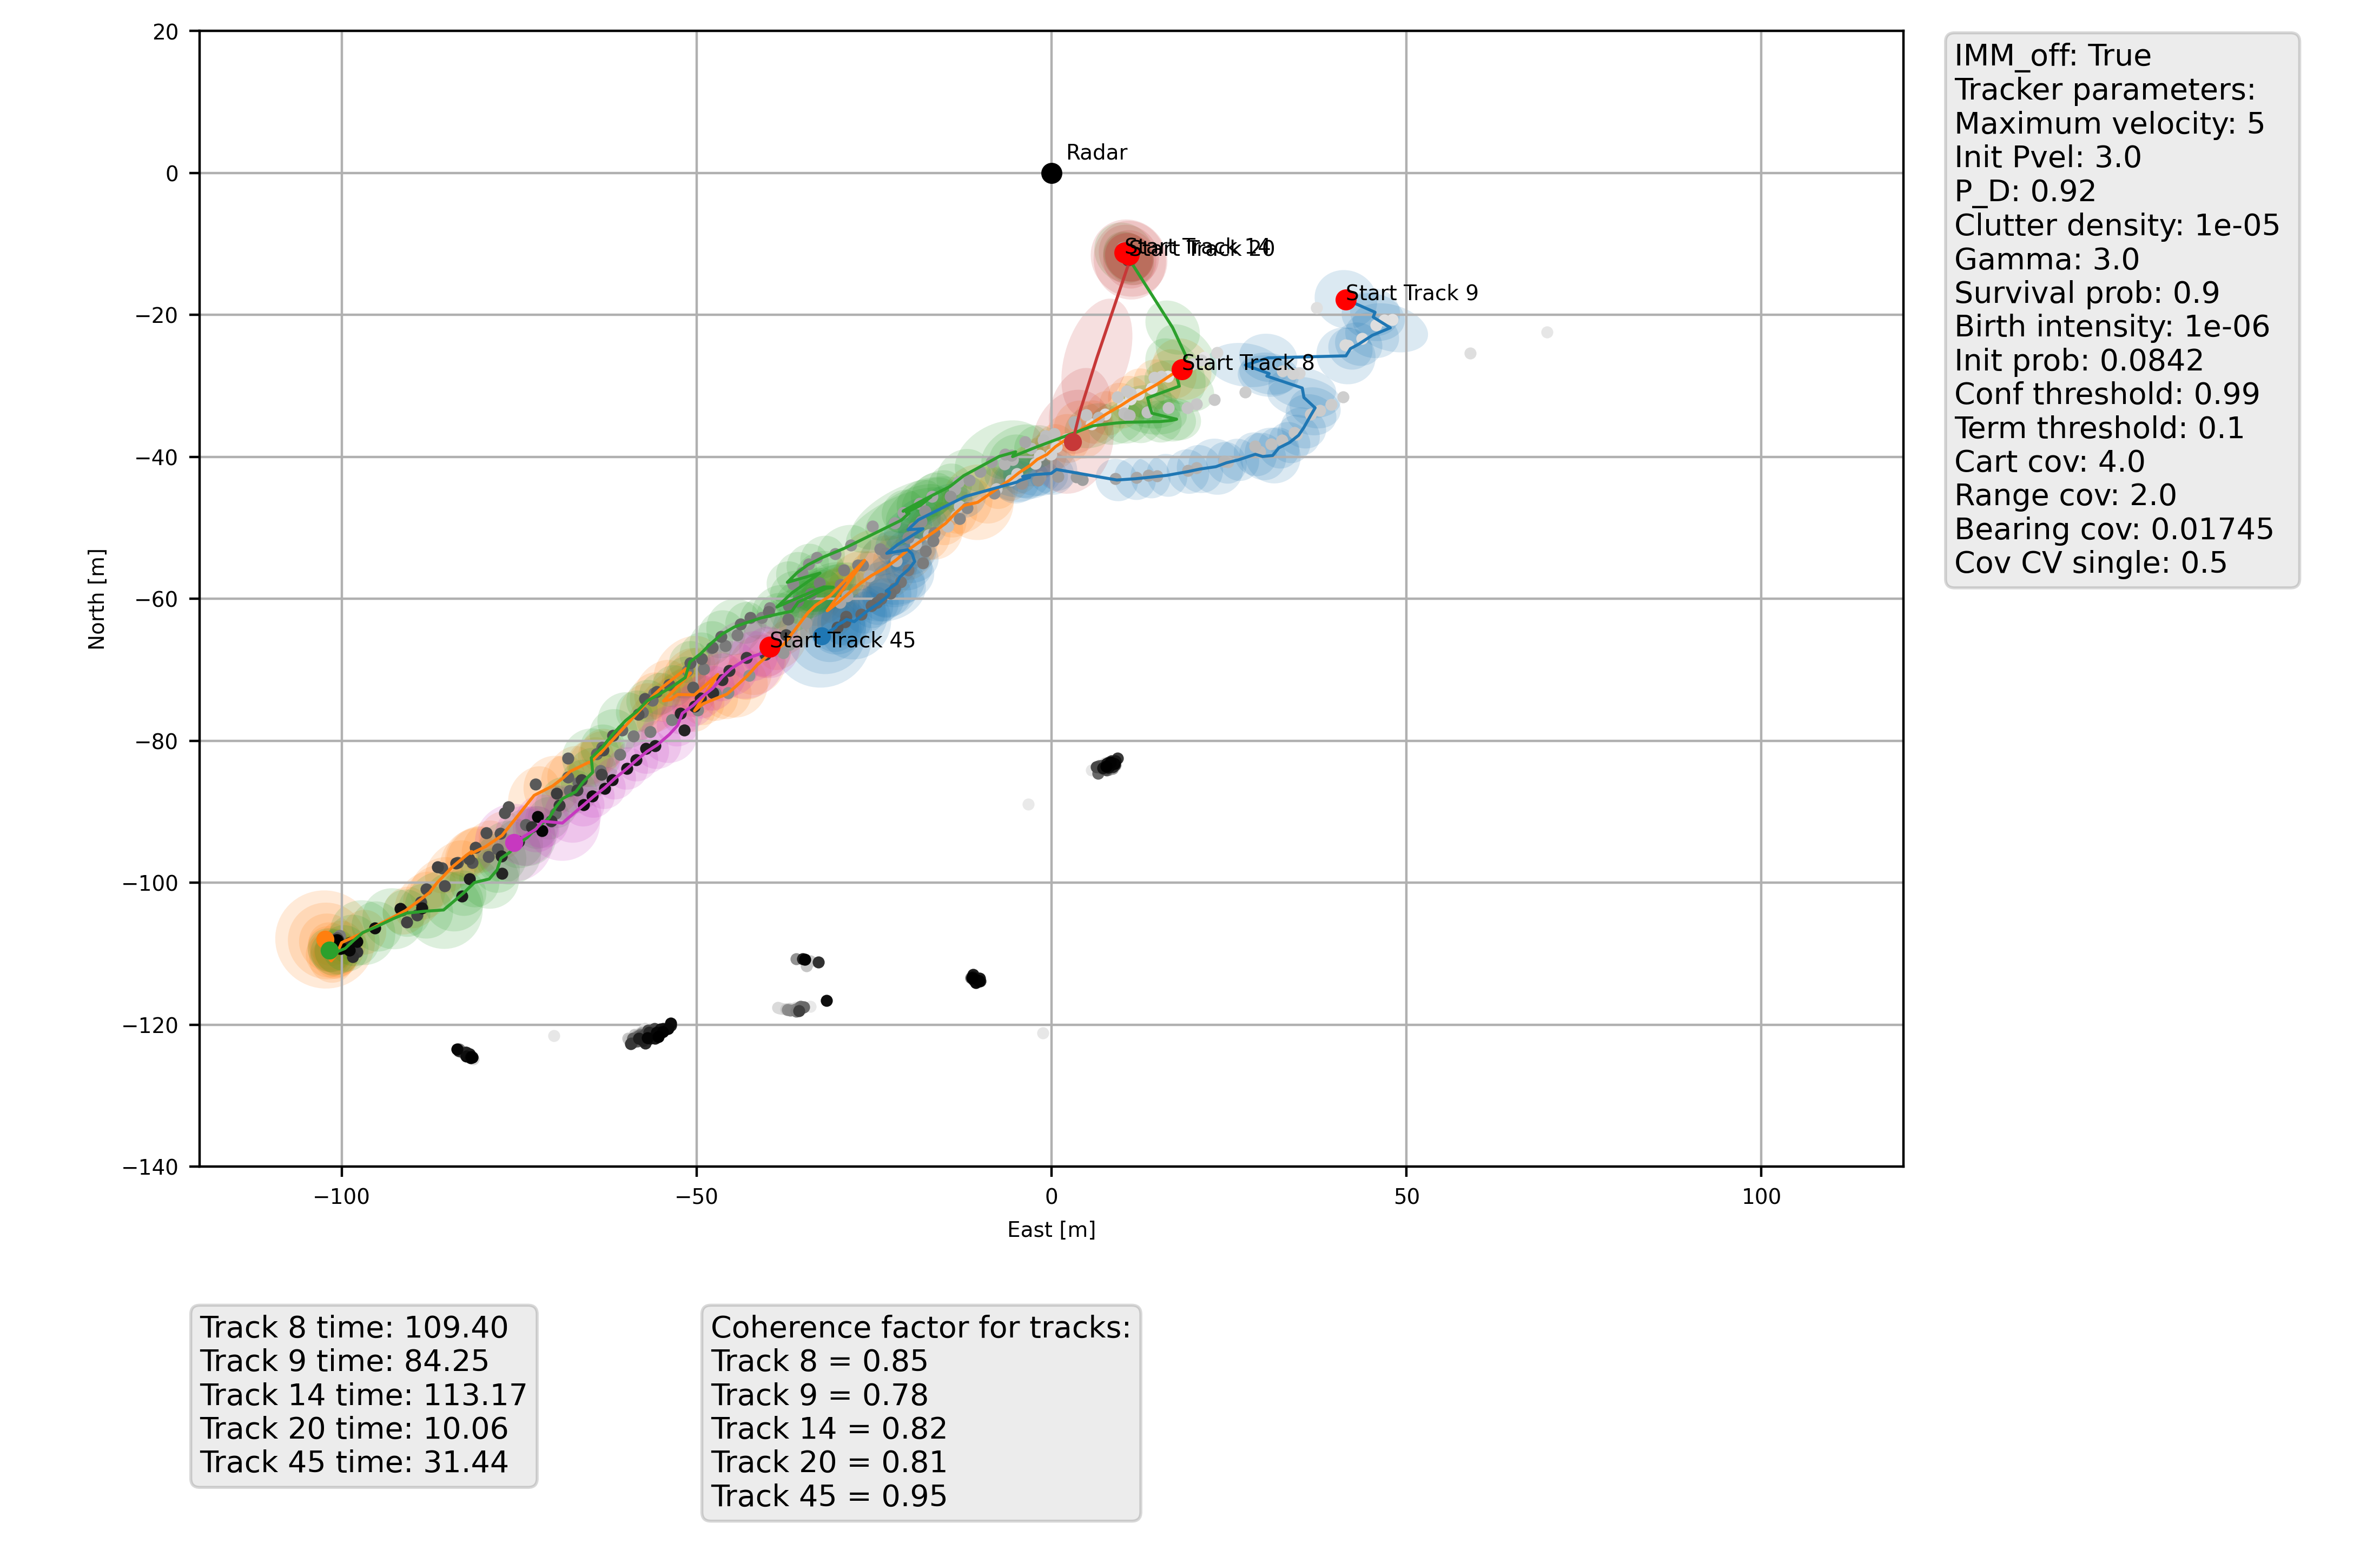 20
0
−20
−40
−60
−80
−100
−120
−140
−100
−50
0
50
100
North [m]
East [m]
Radar
Start Track 14
Start Track 20
Start Track 9
Start Track 8
Start Track 45
IMM_off: True
Tracker parameters:
Maximum velocity: 5
Init Pvel: 3.0
P_D: 0.92
Clutter density: 1e-05
Gamma: 3.0
Survival prob: 0.9
Birth intensity: 1e-06
Init prob: 0.0842
Conf threshold: 0.99
Term threshold: 0.1
Cart cov: 4.0
Range cov: 2.0
Bearing cov: 0.01745
Cov CV single: 0.5
Track 8 time: 109.40
Track 9 time: 84.25
Track 14 time: 113.17
Track 20 time: 10.06
Track 45 time: 31.44
Coherence factor for tracks:
Track 8 = 0.85
Track 9 = 0.78
Track 14 = 0.82
Track 20 = 0.81
Track 45 = 0.95